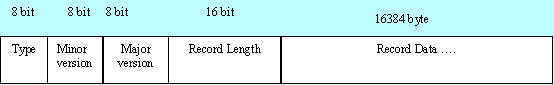 8 bit 8 bit 8 bit 16 bit 16384 byte
Type Minor version Major version Record Length Record Data ….